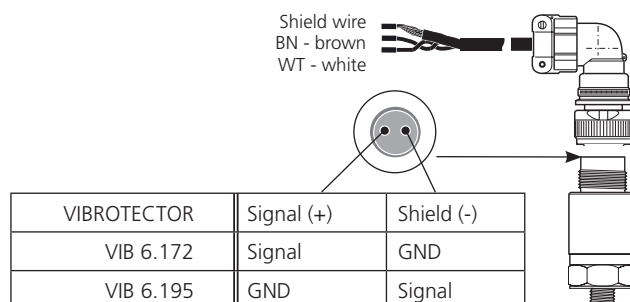 Shield wire
BN - brown
WT - white
VIBROTECTOR Signal (+) Shield (-)
VIB 6.172 Signal GND
VIB 6.195 GND Signal